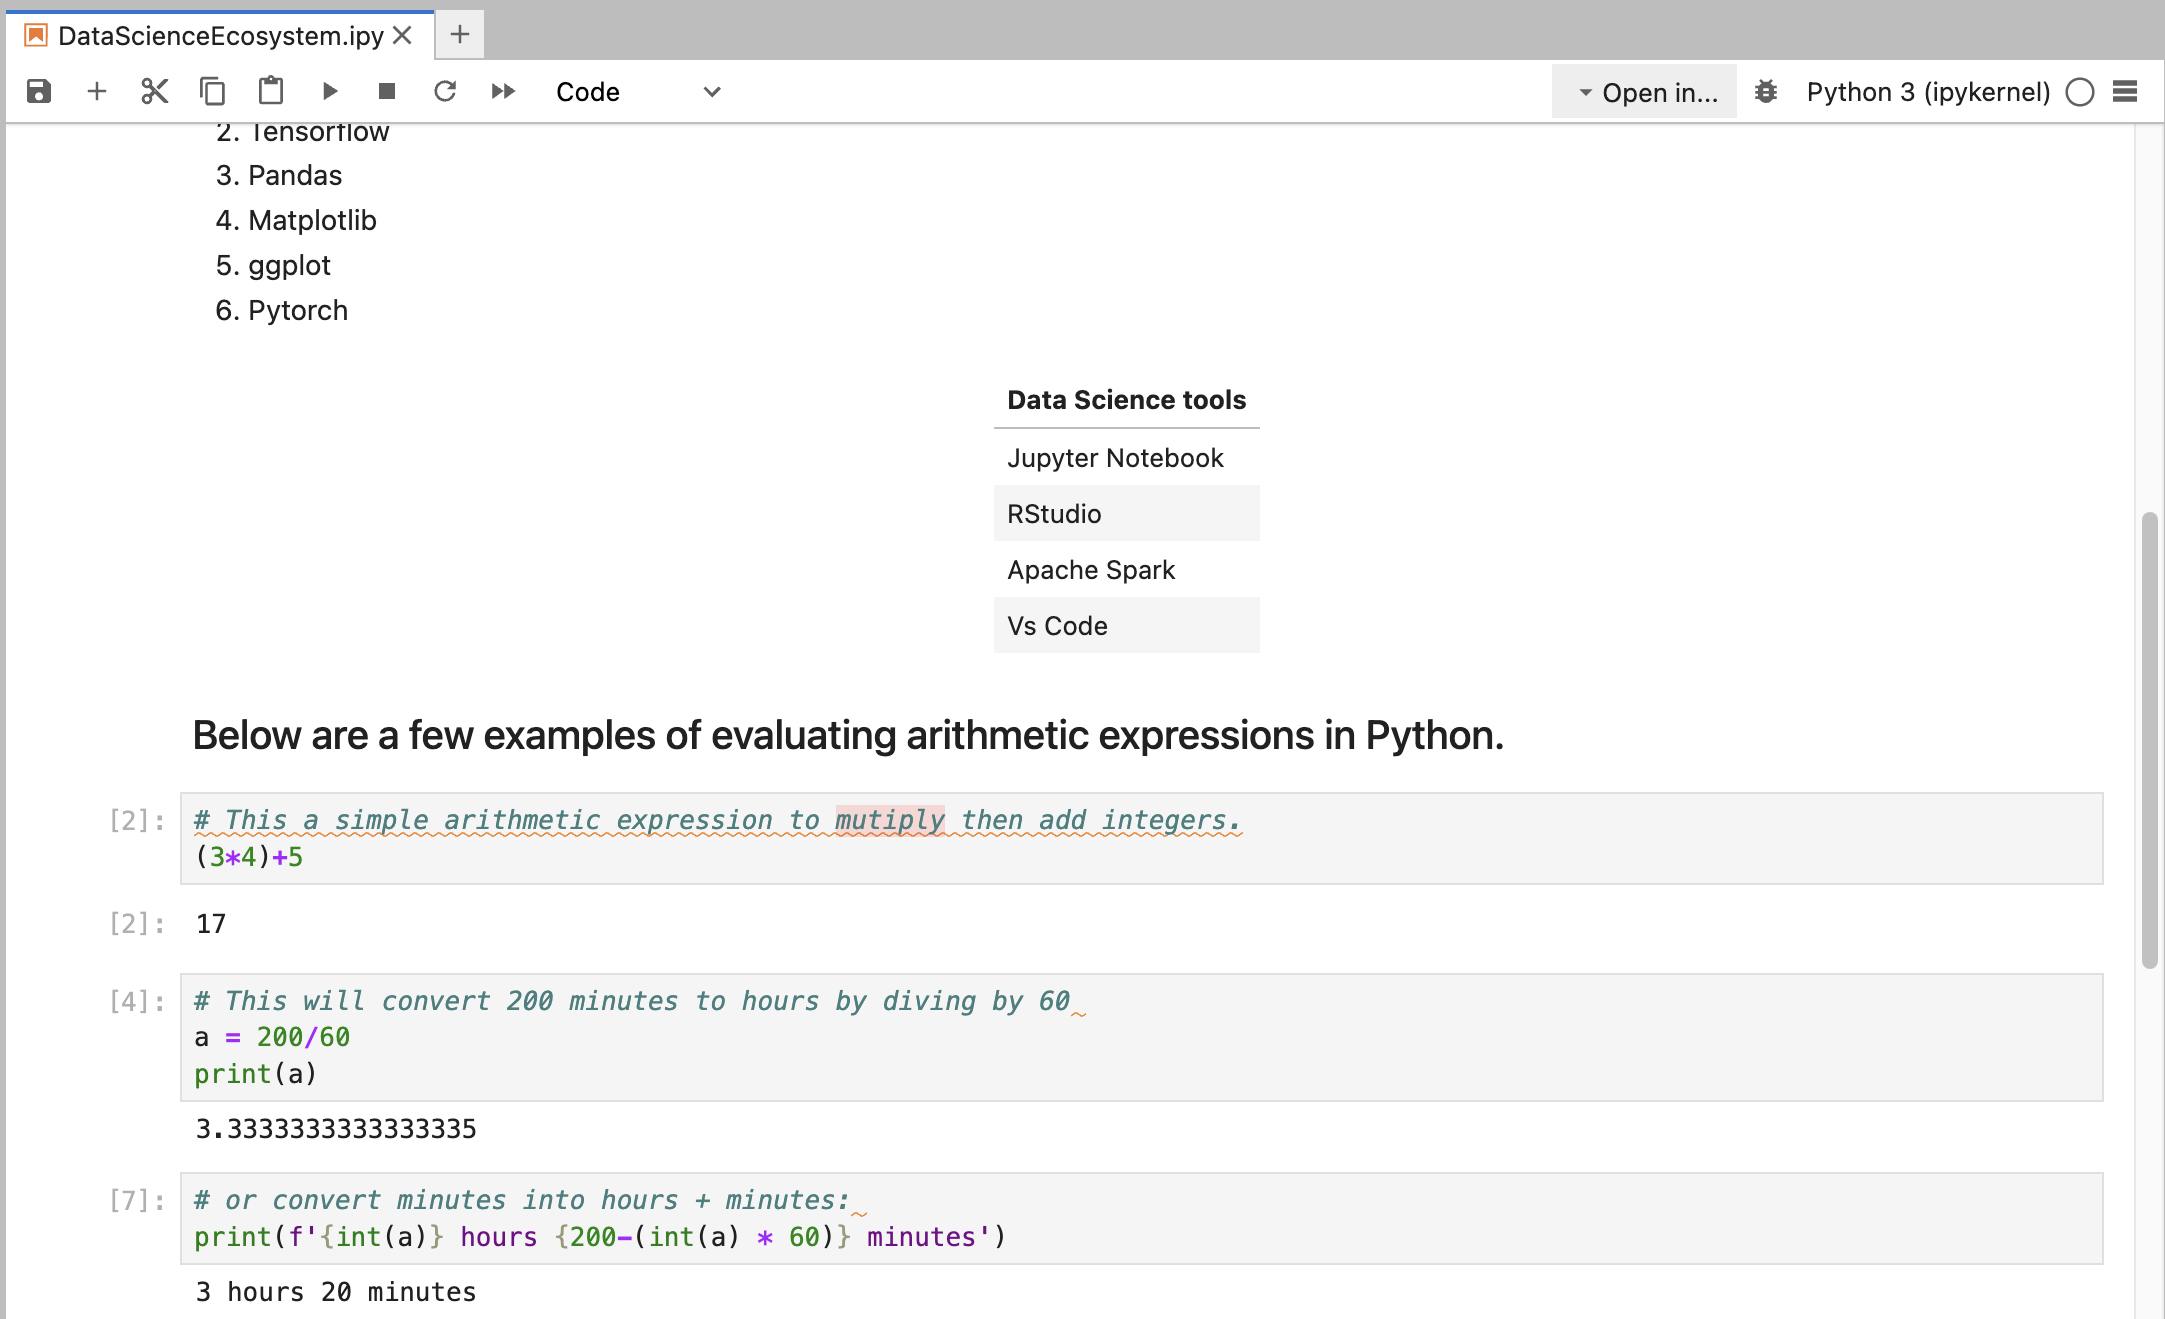 DataScienceEcosystem.ipy
Code
Open in...
Python 3 (ipykernel)
2. Tensorflow
3. Pandas
4. Matplotlib
5. ggplot
6. Pytorch
Data Science tools
Jupyter Notebook
RStudio
Apache Spark
Vs Code
Below are a few examples of evaluating arithmetic expressions in Python.
[2]: # This a simple arithmetic expression to mutiply then add integers.
(3*4)+5
[2]: 17
[4]: # This will convert 200 minutes to hours by diving by 60
a = 200/60
print(a)
3.3333333333333335
[7]: # or convert minutes into hours + minutes:
print(f'{int(a)} hours {200-(int(a) * 60)} minutes')
3 hours 20 minutes